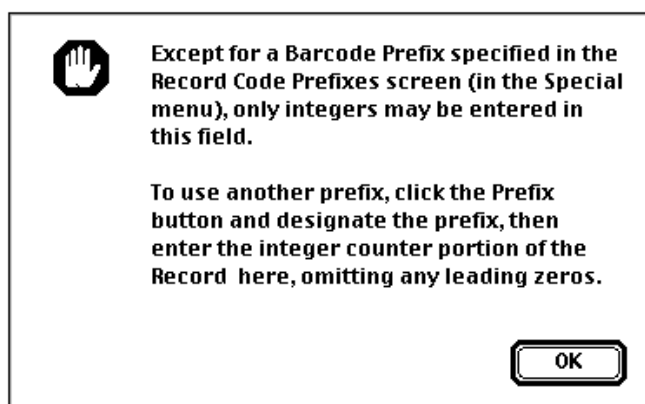 Except for a Barcode Prefix specified in the
Record Code Prefixes screen (in the Special
menu), only integers may be entered in
this field.
To use another prefix, click the Prefix
button and designate the prefix, then
enter the integer counter portion of the
Record  here, omitting any leading zeros.
OK